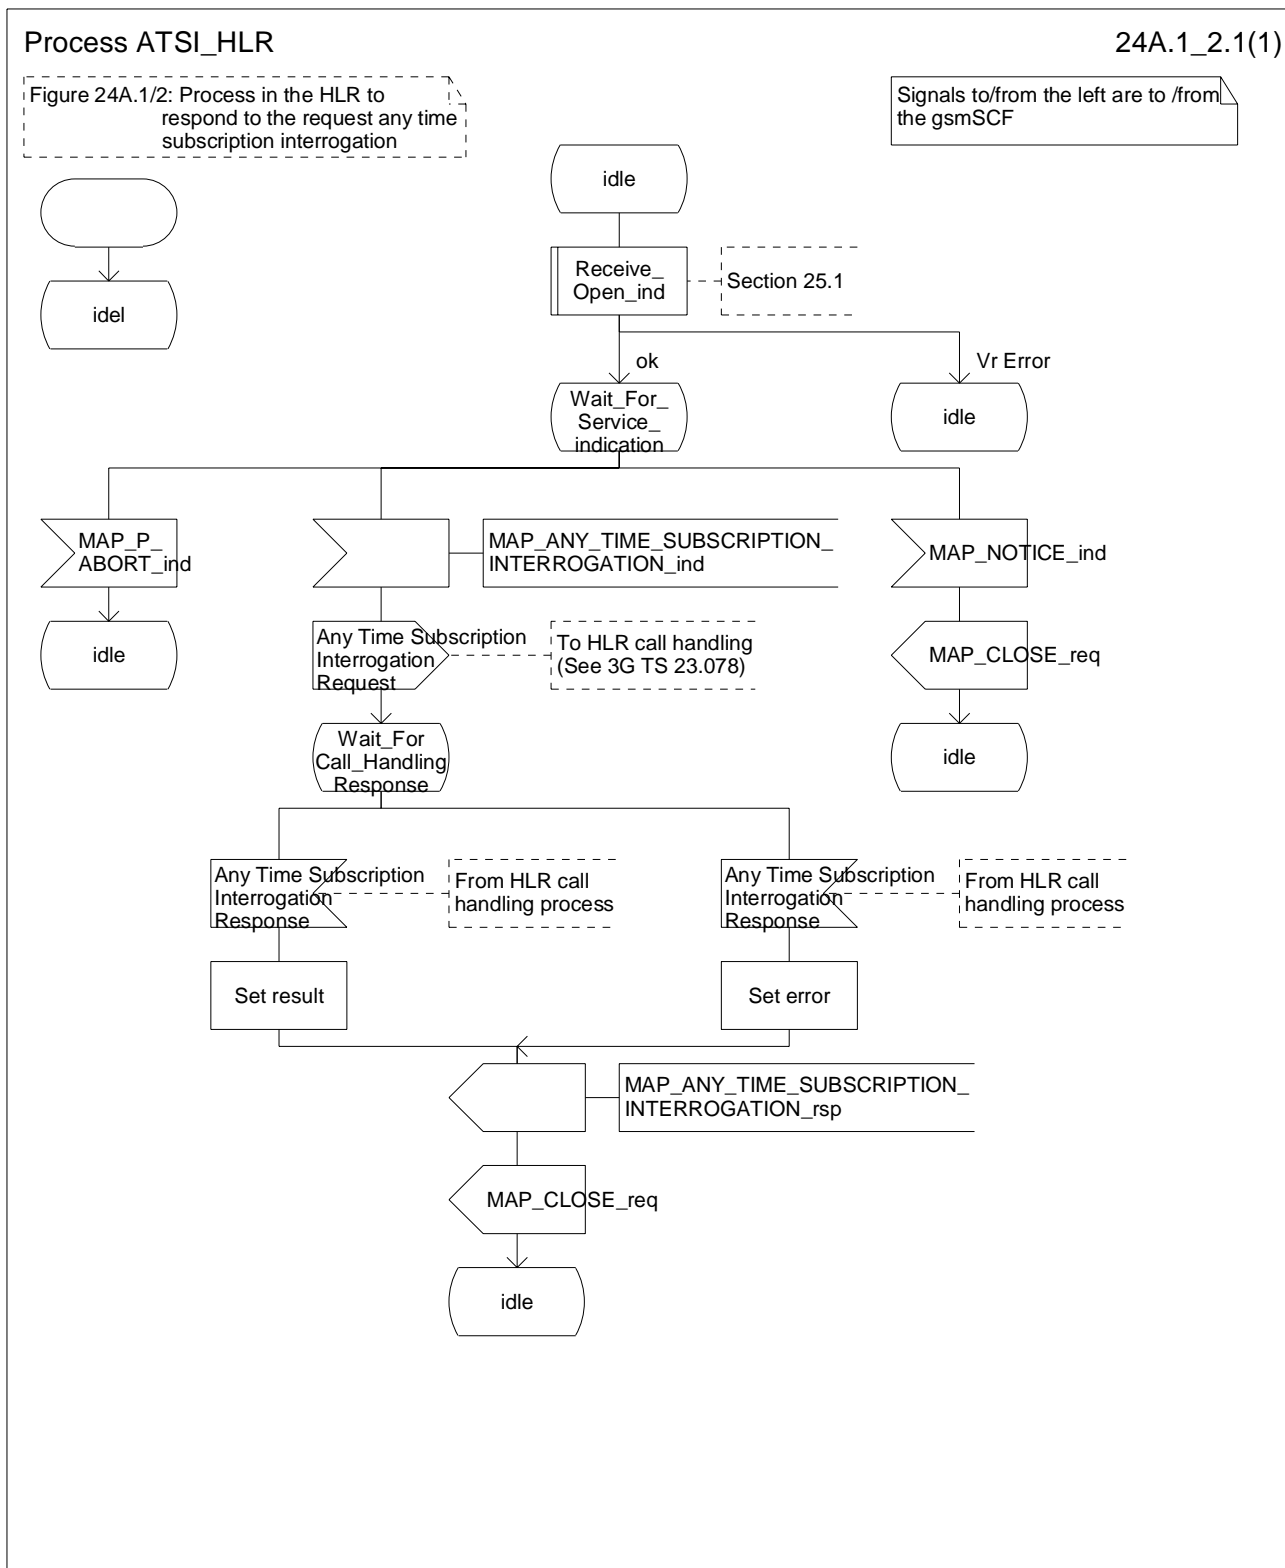 Process ATSI_HLR
24A.1_2.1(1)
Figure 24A.1/2: Process in the HLR to
respond to the request any time
subscription interrogation
Signals to/from the left are to /from
the gsmSCF
idle
idel
Receive_
Open_ind
Section 25.1
ok
Vr Error
Wait_For_
Service_
indication
idle
MAP_P_
ABORT_ind
MAP_ANY_TIME_SUBSCRIPTION_
INTERROGATION_ind
MAP_NOTICE_ind
idle
Any Time Subscription
Interrogation
Request
To HLR call handling
(See 3G TS 23.078)
MAP_CLOSE_req
Wait_For
Call_Handling
Response
idle
Any Time Subscription
Interrogation
Response
From HLR call
handling process
Any Time Subscription
Interrogation
Response
From HLR call
handling process
Set result
Set error
MAP_ANY_TIME_SUBSCRIPTION_
INTERROGATION_rsp
MAP_CLOSE_req
idle